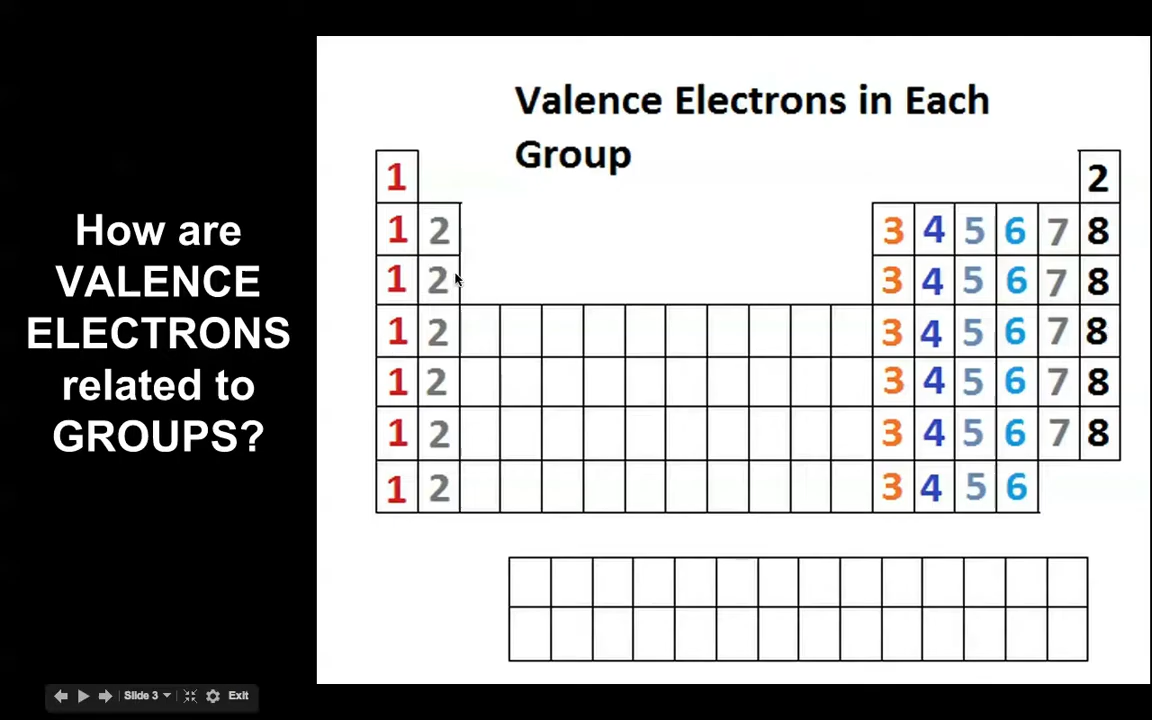 How are
VALENCE
ELECTRONS
related to
GROUPS?
Valence Electrons in Each
Group
1 2
1 2 3 4 5 6 7 8
1 2 3 4 5 6 7 8
1 2 3 4 5 6 7 8
1 2 3 4 5 6 7 8
1 2 3 4 5 6 7 8
1 2 3 4 5 6
Slide 3 Exit